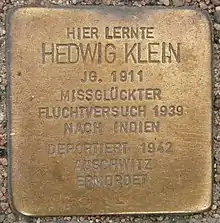 HIER LERNTE
HEDWIG KLEIN
JG. 1911
MISSGLÜCKTER
FLUCHTVERSUCH 1939
NACH INDIEN
DEPORTIERT 1942
AUSCHWITZ
ERMORDET